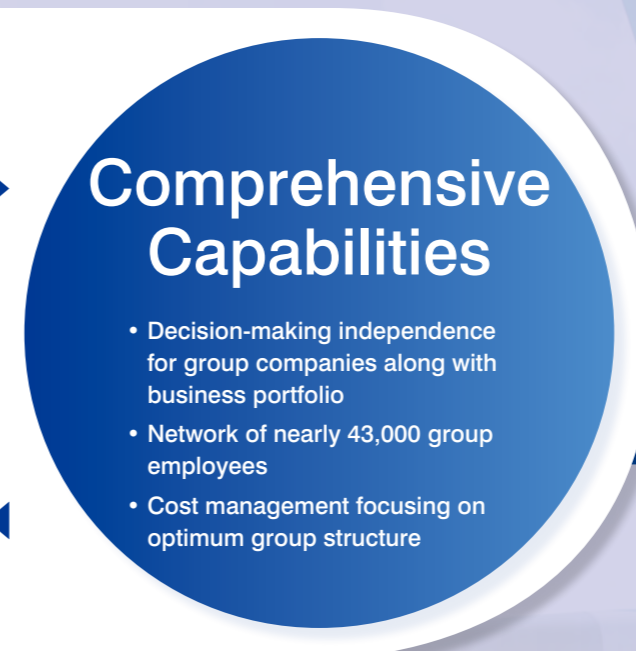 Comprehensive
Capabilities
• Decision-making independence
for group companies along with
business portfolio
• Network of nearly 43,000 group
employees
• Cost management focusing on
optimum group structure